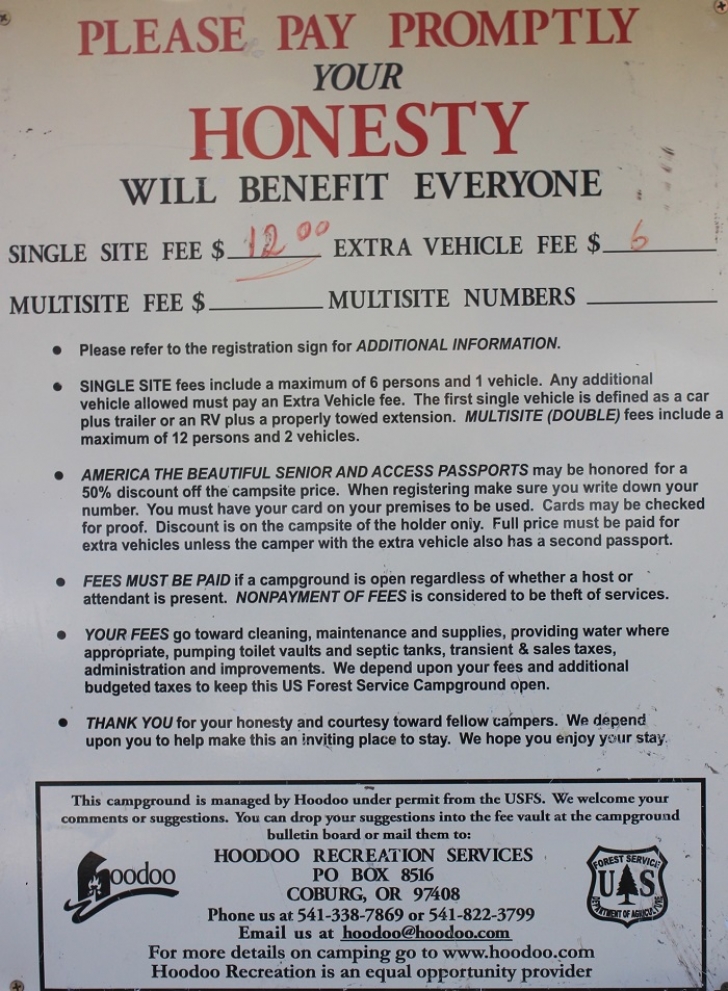 PLEASE PAY PROMPTLY
YOUR
HONESTY
WILL BENEFIT EVERYONE
SINGLE SITE FEE $ 12 00 EXTRA VEHICLE FEE $ 6
MULTISITE FEE $ MULTISITE NUMBERS
• Please refer to the registration sign for ADDITIONAL INFORMATION.
• SINGLE SITE fees include a maximum of 6 persons and 1 vehicle. Any additional
vehicle allowed must pay an Extra Vehicle fee. The first single vehicle is defined as a car
plus trailer or an RV plus a properly towed extension. MULTISITE (DOUBLE) fees include a
maximum of 12 persons and 2 vehicles.
• AMERICA THE BEAUTIFUL SENIOR AND ACCESS PASSPORTS may be honored for a
50% discount off the campsite price. When registering make sure you write down your
number. You must have your card on your premises to be used. Cards may be checked
for proof. Discount is on the campsite of the holder only. Full price must be paid for
extra vehicles unless the camper with the extra vehicle also has a second passport.
• FEES MUST BE PAID if a campground is open regardless of whether a host or
attendant is present. NONPAYMENT OF FEES is considered to be theft of services.
• YOUR FEES go toward cleaning, maintenance and supplies, providing water where
appropriate, pumping toilet vaults and septic tanks, transient & sales taxes,
administration and improvements. We depend upon your fees and additional
budgeted taxes to keep this US Forest Service Campground open.
• THANK YOU for your honesty and courtesy toward fellow campers. We depend
upon you to help make this an inviting place to stay. We hope you enjoy your stay.
This campground is managed by Hoodoo under permit from the USFS. We welcome your
comments or suggestions. You can drop your suggestions into the fee vault at the campground
bulletin board or mail them to:
HOODOO RECREATION SERVICES
PO BOX 8516
COBURG, OR 97408
Phone us at 541-338-7869 or 541-822-3799
Email us at hoodoo@hoodoo.com
For more details on camping go to www.hoodoo.com
Hoodoo Recreation is an equal opportunity provider
Hoodoo
FOREST SERVICE
U S
DEPARTMENT OF AGRICULTURE